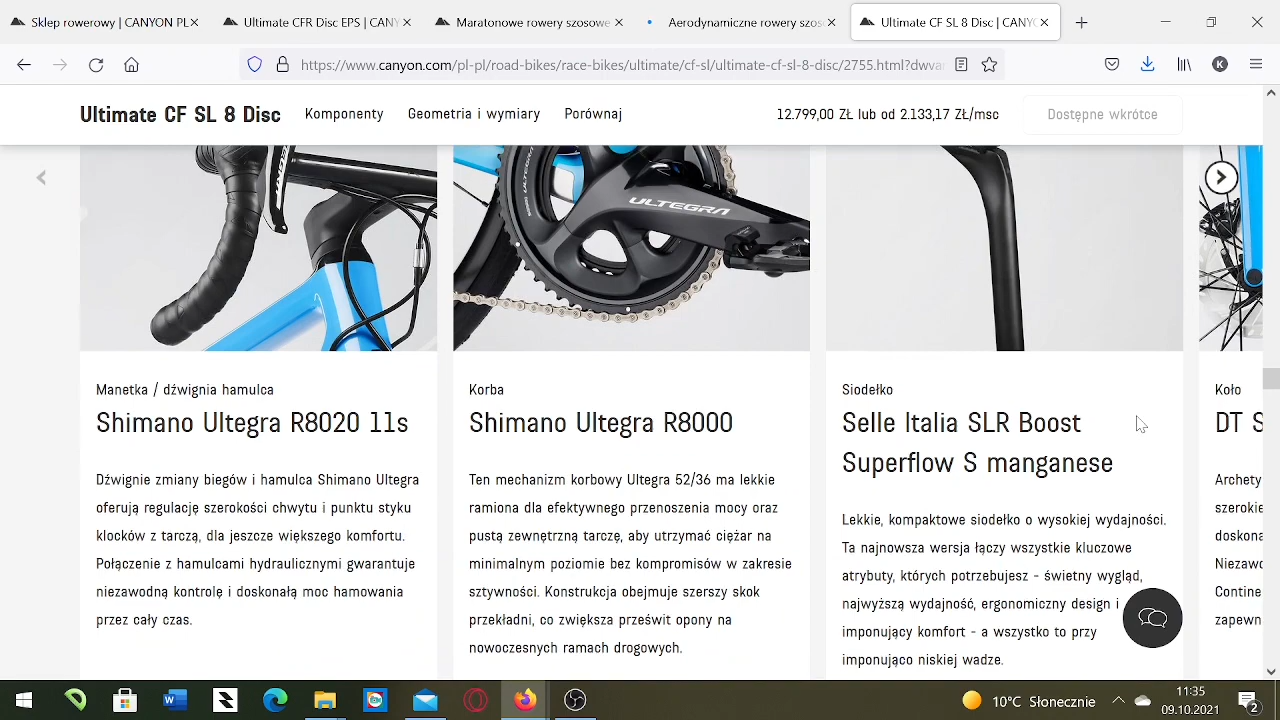 Sklep rowerowy | CANYON PL
Ultimate CFR Disc EPS | CANY
Maratonowe rowery szosowe
Aerodynamiczne rowery szoso
Ultimate CF SL 8 Disc | CANYO
https://www.canyon.com/pl-pl/road-bikes/race-bikes/ultimate/cf-sl/ultimate-cf-sl-8-disc/2755.html?dwvar
K
Ultimate CF SL 8 Disc
Komponenty
Geometria i wymiary
Porównaj
12.799,00 ZŁ lub od 2.133,17 ZŁ/msc
Dostępne wkrótce
ULTEGRA
Manetka / dźwignia hamulca
Shimano Ultegra R8020 11s
Dźwignie zmiany biegów i hamulca Shimano Ultegra
oferują regulację szerokości chwytu i punktu styku
klocków z tarczą, dla jeszcze większego komfortu.
Połączenie z hamulcami hydraulicznymi gwarantuje
niezawodną kontrolę i doskonałą moc hamowania
przez cały czas.
Korba
Shimano Ultegra R8000
Ten mechanizm korbowy Ultegra 52/36 ma lekkie
ramiona dla efektywnego przenoszenia mocy oraz
pustą zewnętrzną tarczę, aby utrzymać ciężar na
minimalnym poziomie bez kompromisów w zakresie
sztywności. Konstrukcja obejmuje szerszy skok
przekładni, co zwiększa prześwit opony na
nowoczesnych ramach drogowych.
Siodełko
Selle Italia SLR Boost
Superflow S manganese
Lekkie, kompaktowe siodełko o wysokiej wydajności.
Ta najnowsza wersja łączy wszystkie kluczowe
atrybuty, których potrzebujesz - świetny wygląd,
najwyższą wydajność, ergonomiczny design i
imponujący komfort - a wszystko to przy
imponująco niskiej wadze.
Koło
DT S
Archety
szerokie
doskona
Niezawo
Contine
zapewn
10°C Słonecznie
11:35
09.10.2021
2